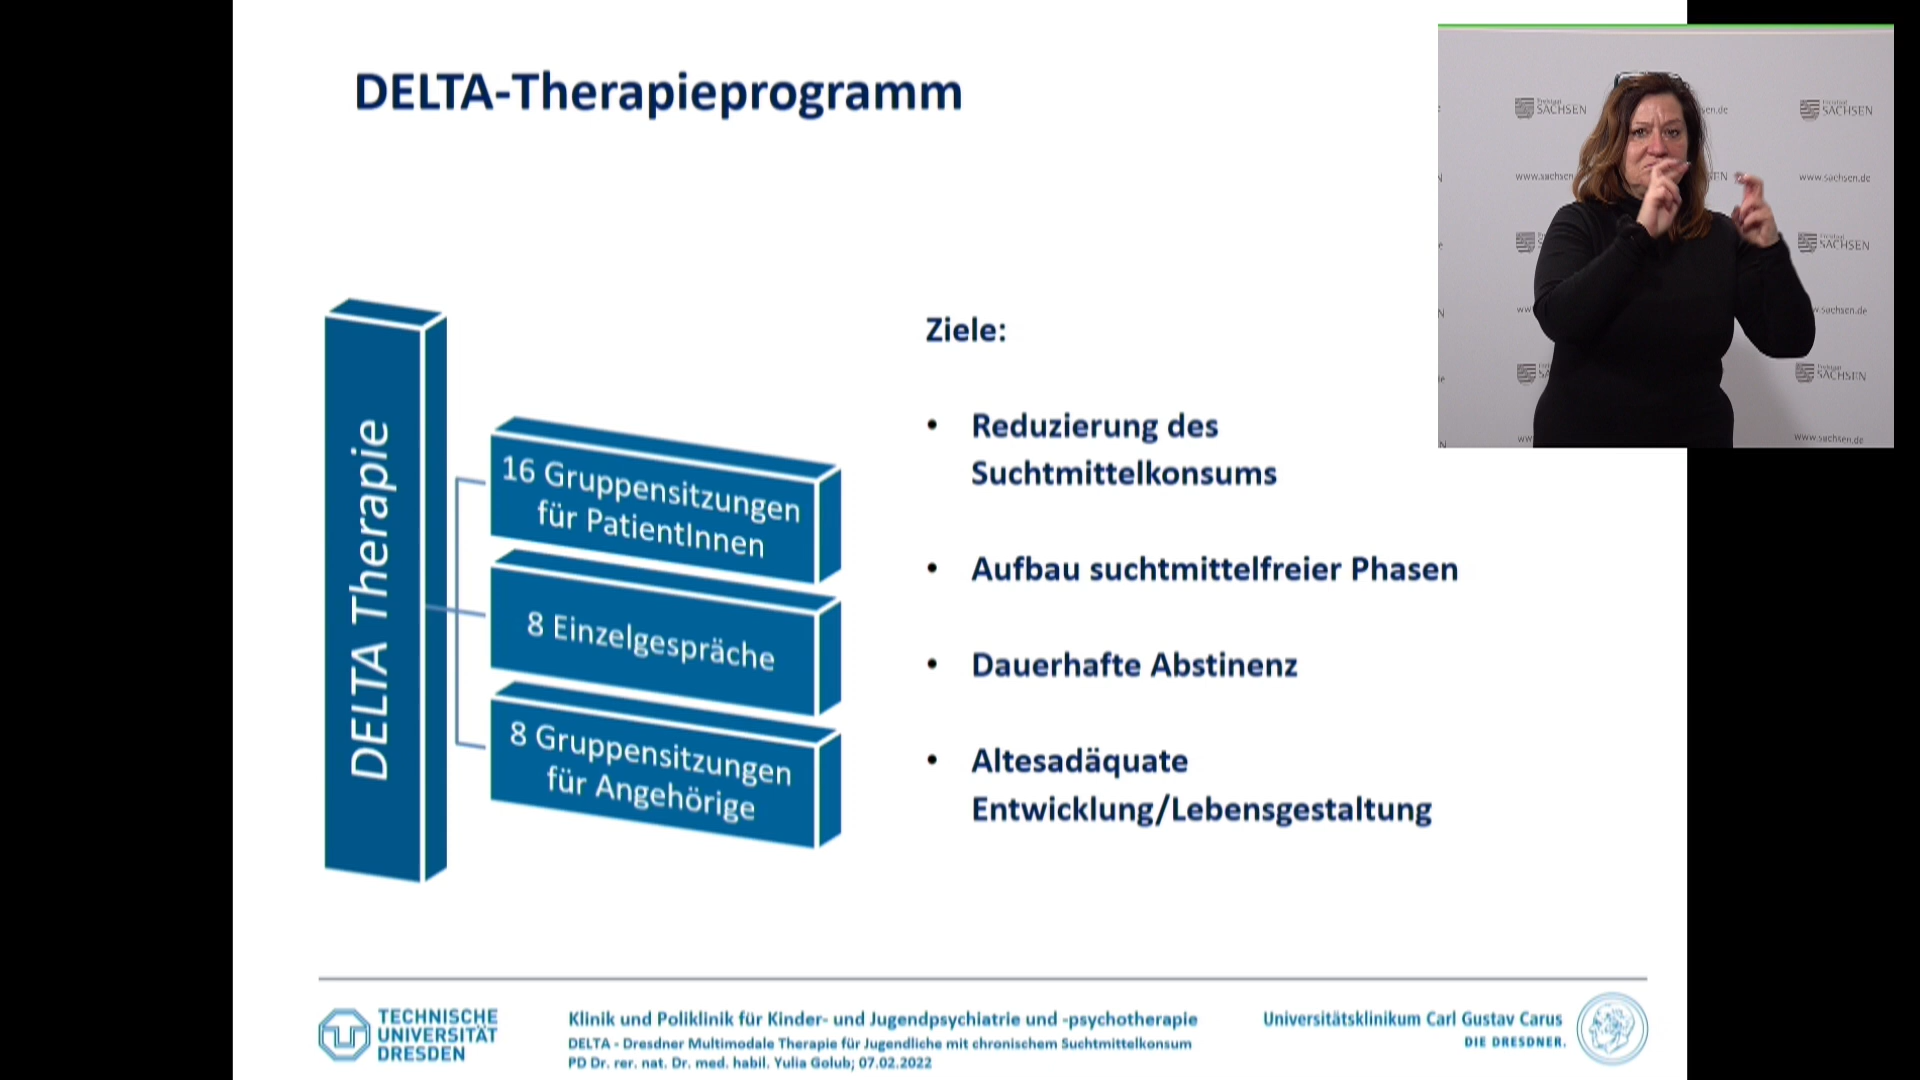 DELTA-Therapieprogramm
DELTA Therapie
16 Gruppensitzungen
für PatientInnen
8 Einzelgespräche
8 Gruppensitzungen
für Angehörige
Ziele:
• Reduzierung des
Suchtmittelkonsums
• Aufbau suchtmittelfreier Phasen
• Dauerhafte Abstinenz
• Altesadäquate
Entwicklung/Lebensgestaltung
Freistaat
SACHSEN
Freistaat
SACHSEN
www.sachsen.de
Freistaat
SACHSEN
www.sachsen.de
Freistaat
SACHSEN
www.sachsen.de
TECHNISCHE
UNIVERSITÄT
DRESDEN
Klinik und Poliklinik für Kinder- und Jugendpsychiatrie und -psychotherapie
DELTA - Dresdner Multimodale Therapie für Jugendliche mit chronischem Suchtmittelkonsum
PD Dr. rer. nat. Dr. med. habil. Yulia Golub; 07.02.2022
Universitätsklinikum Carl Gustav Carus
DIE DRESDNER.